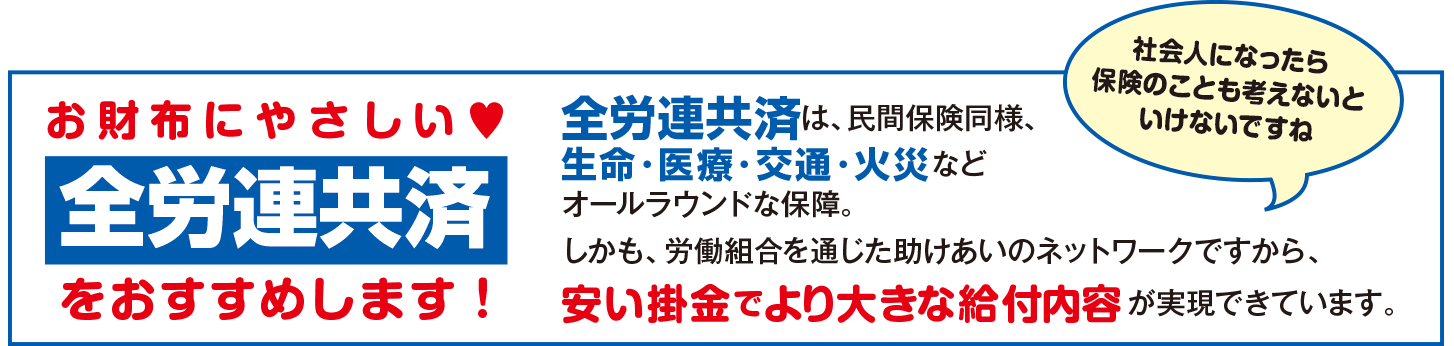 お財布にやさしい♥
全労連共済
をおすすめします！
全労連共済は、民間保険同様、
生命・医療・交通・火災など
オールラウンドな保障。
しかも、労働組合を通じた助けあいのネットワークですから、
安い掛金でより大きな給付内容が実現できています。
社会人になったら
保険のことも考えないと
いけないですね